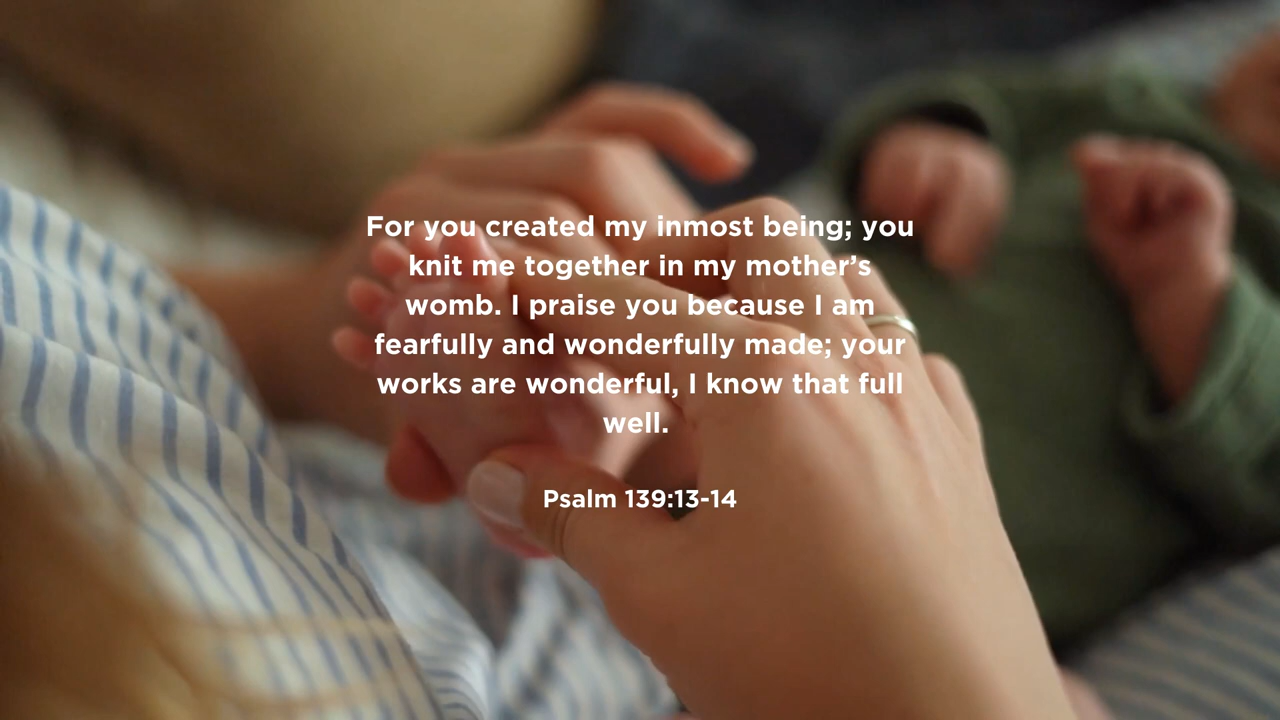 For you created my inmost being; you
knit me together in my mother’s
womb. I praise you because I am
fearfully and wonderfully made; your
works are wonderful, I know that full
well.
Psalm 139:13-14